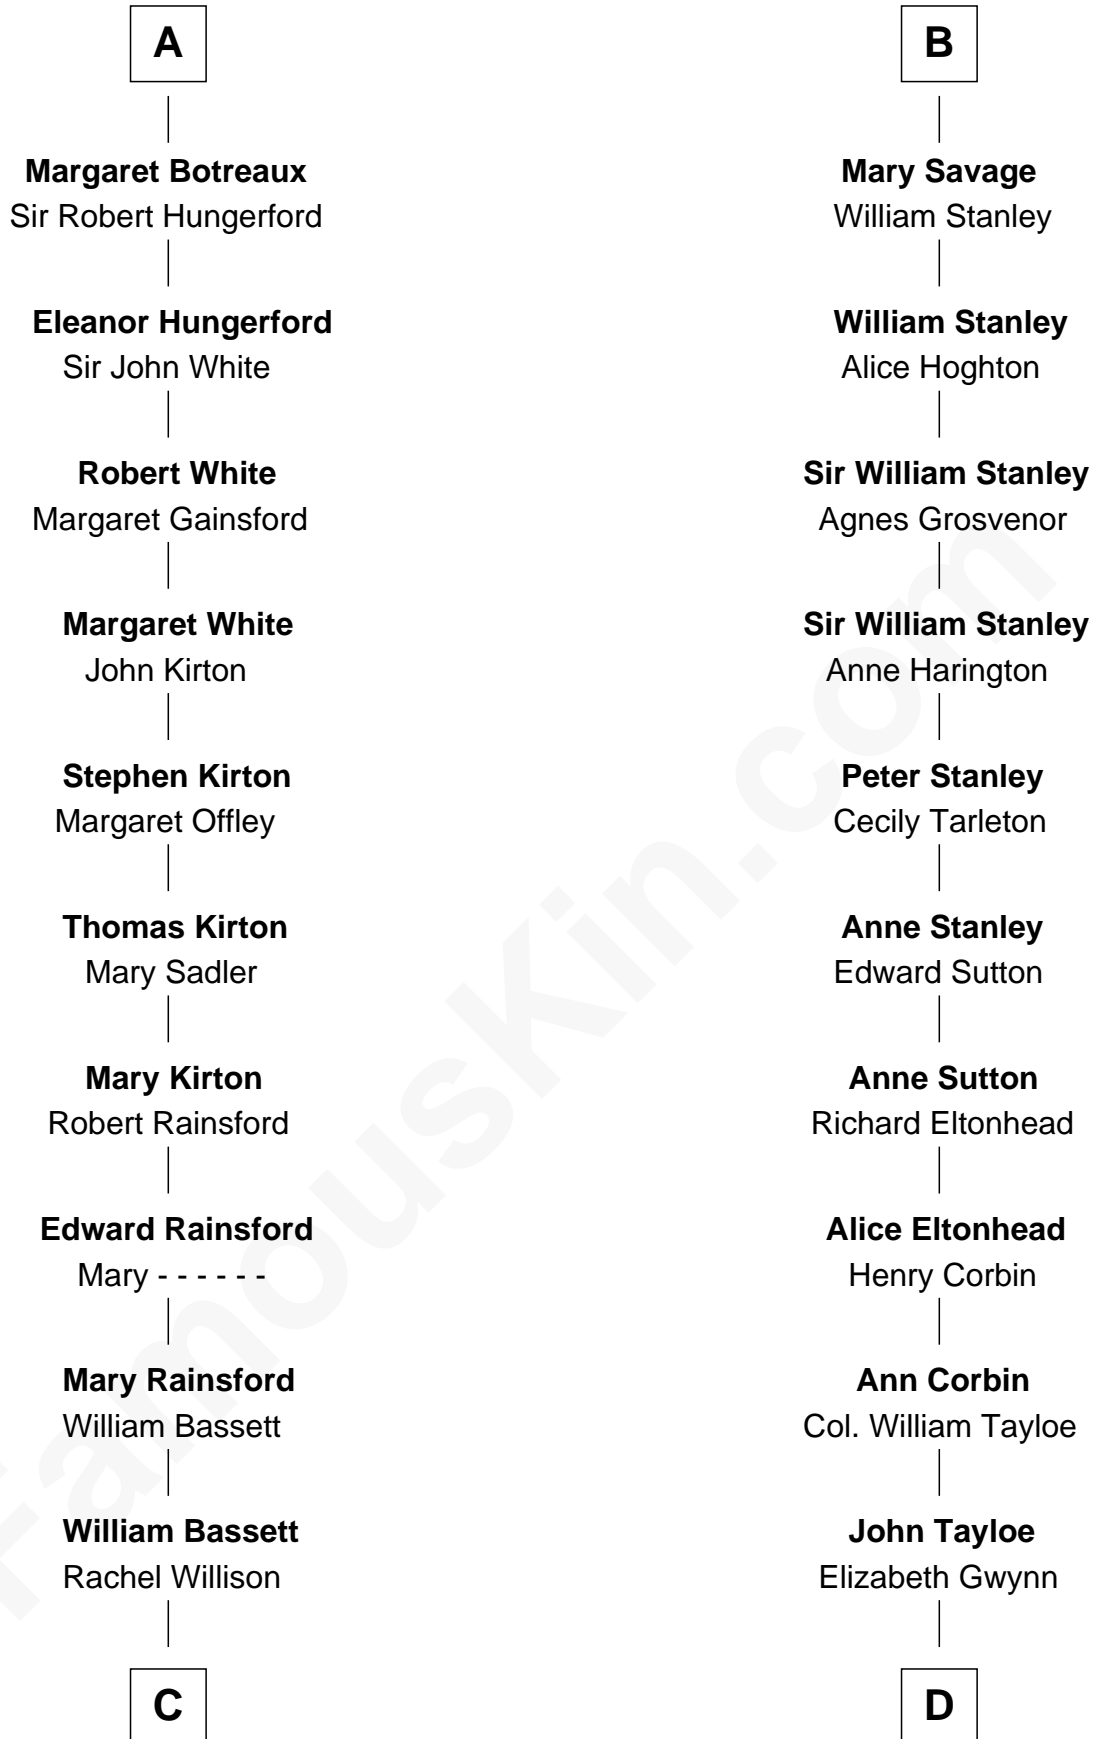 A
Margaret Botreaux
Sir Robert Hungerford
Eleanor Hungerford
Sir John White
Robert White
Margaret Gainsford
Margaret White
John Kirton
Stephen Kirton
Margaret Offley
Thomas Kirton
Mary Sadler
Mary Kirton
Robert Rainsford
Edward Rainsford
Mary - - - - - -
Mary Rainsford
William Bassett
William Bassett
Rachel Willison
C
B
Mary Savage
William Stanley
William Stanley
Alice Hoghton
Sir William Stanley
Agnes Grosvenor
Sir William Stanley
Anne Harington
Peter Stanley
Cecily Tarleton
Anne Stanley
Edward Sutton
Anne Sutton
Richard Eltonhead
Alice Eltonhead
Henry Corbin
Ann Corbin
Col. William Tayloe
John Tayloe
Elizabeth Gwynn
D
FamousKin.com